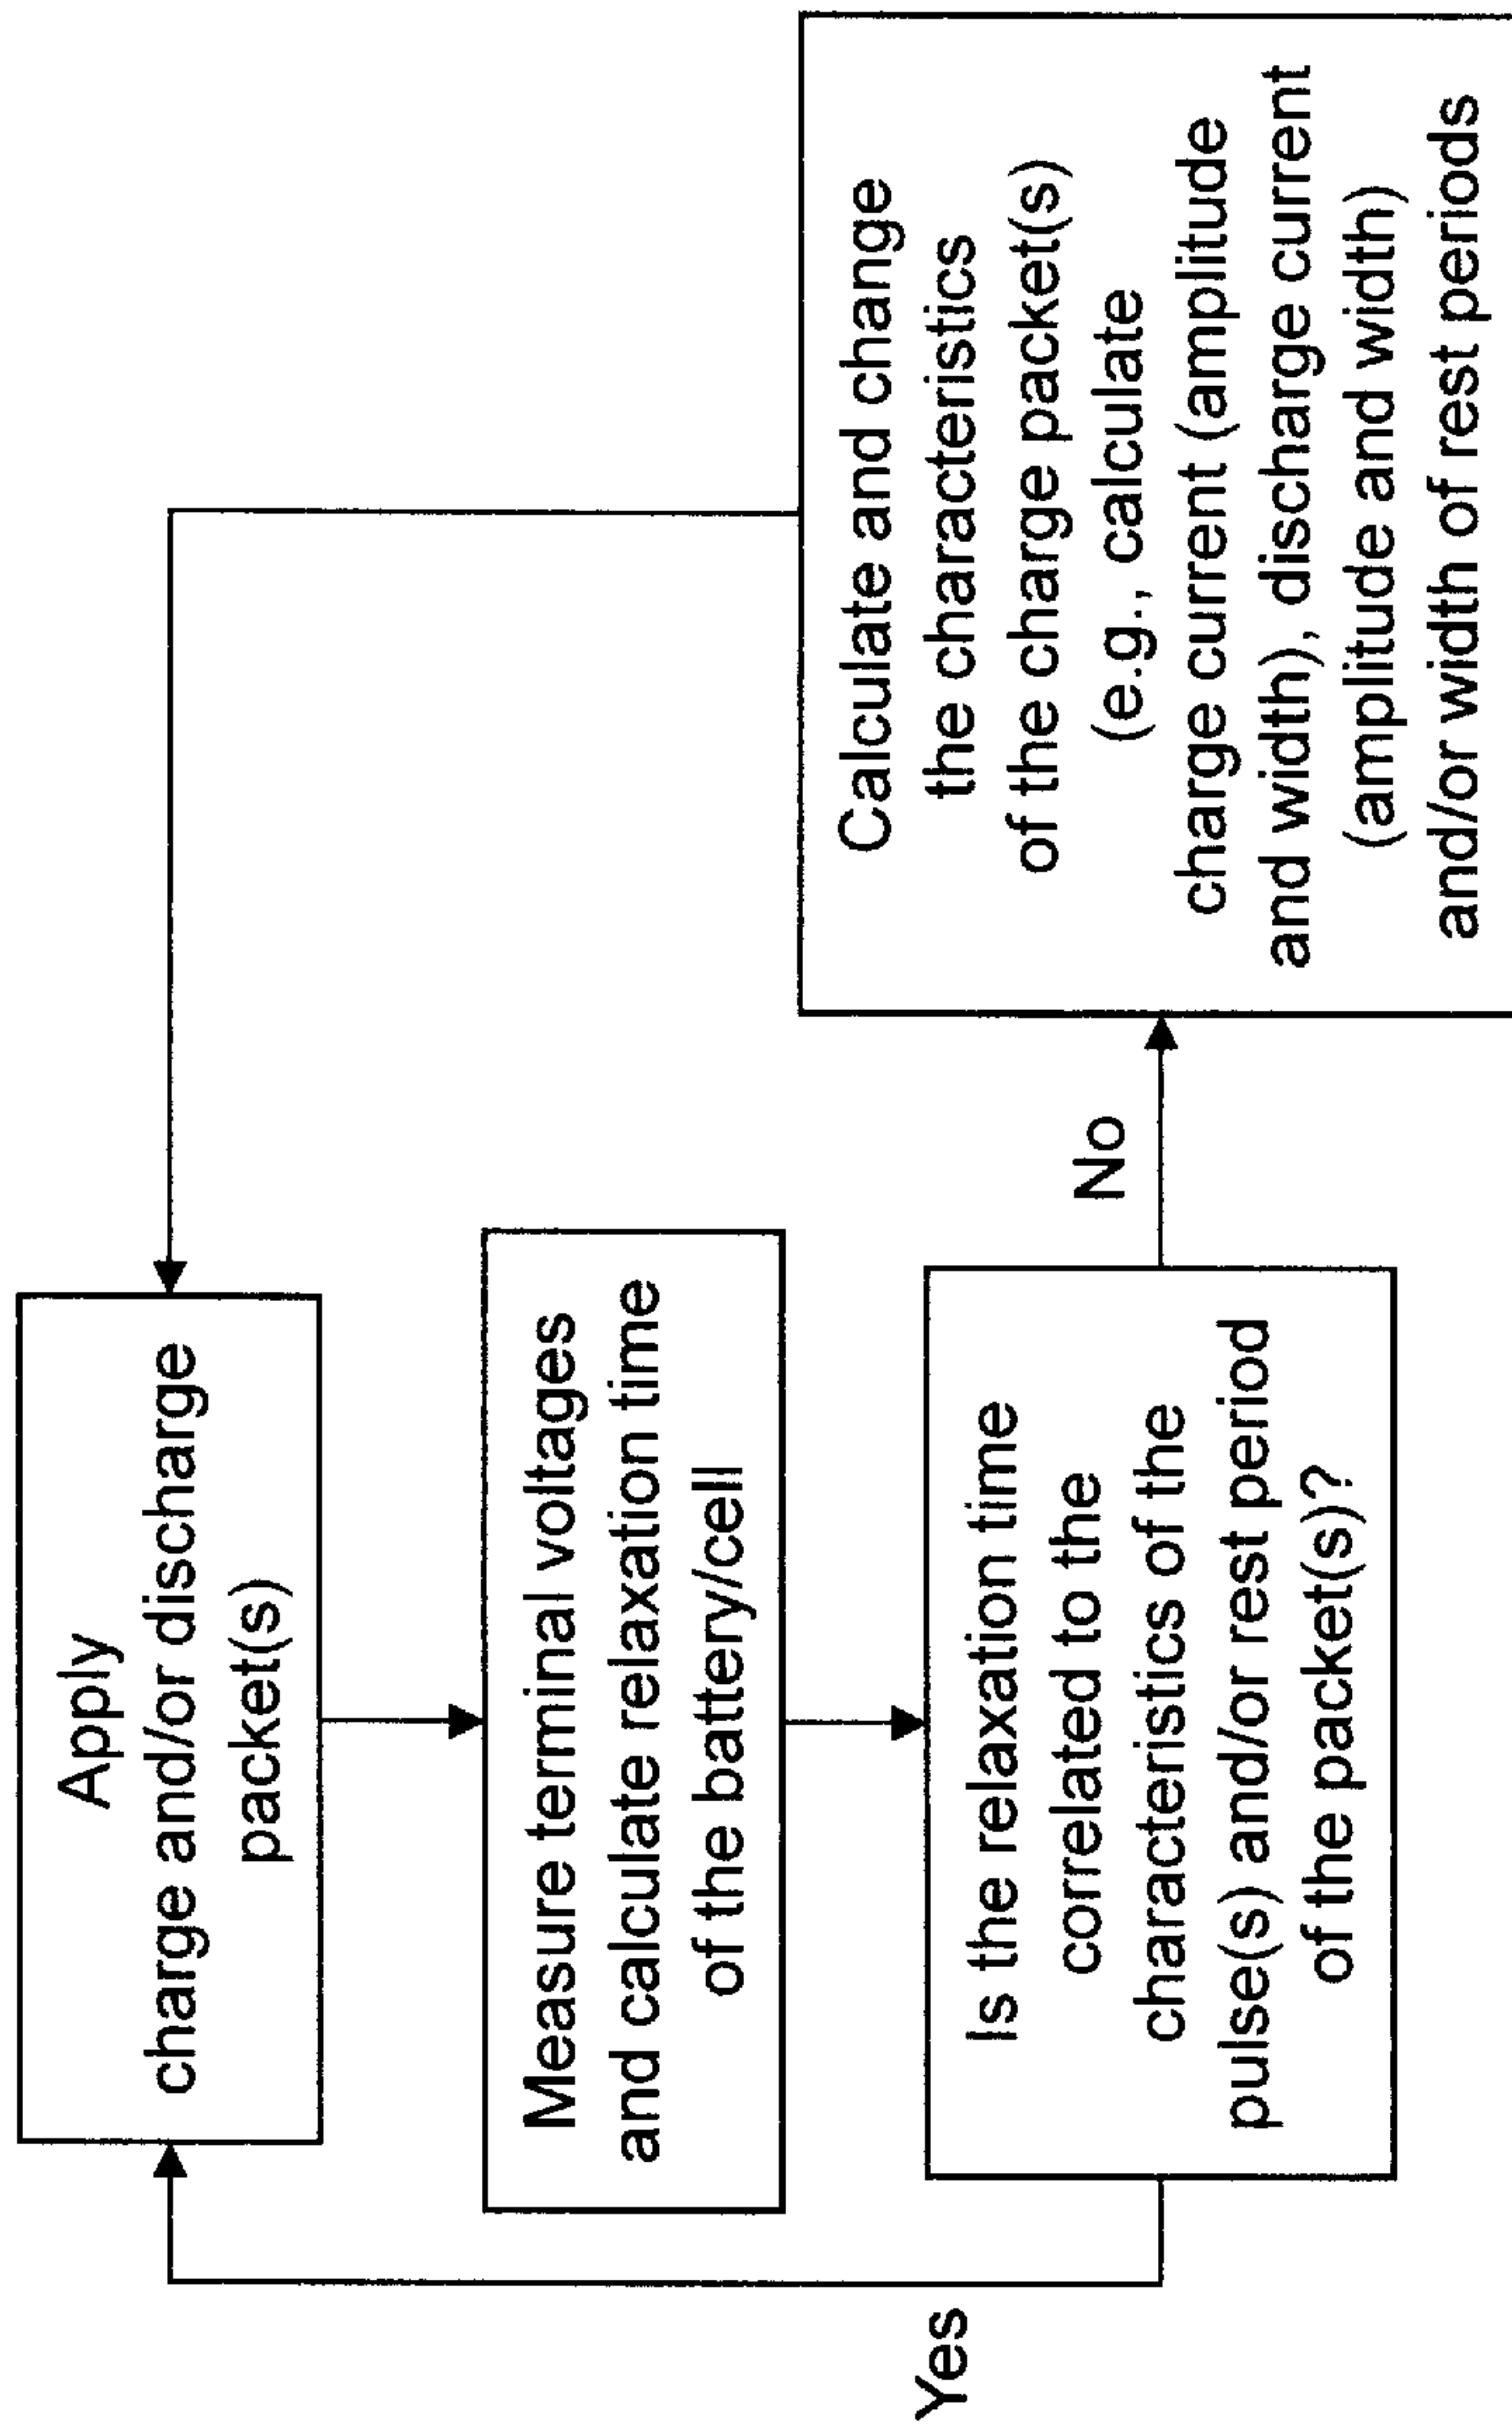 Apply
charge and/or discharge
packet(s)
Measure terminal voltages
and calculate relaxation time
of the battery/cell
Is the relaxation time
correlated to the
characteristics of the
pulse(s) and/or rest period
of the packet(s)?
Yes
No
Calculate and change
the characteristics
of the charge packet(s)
(e.g., calculate
charge current (amplitude
and width), discharge current
(amplitude and width)
and/or width of rest periods